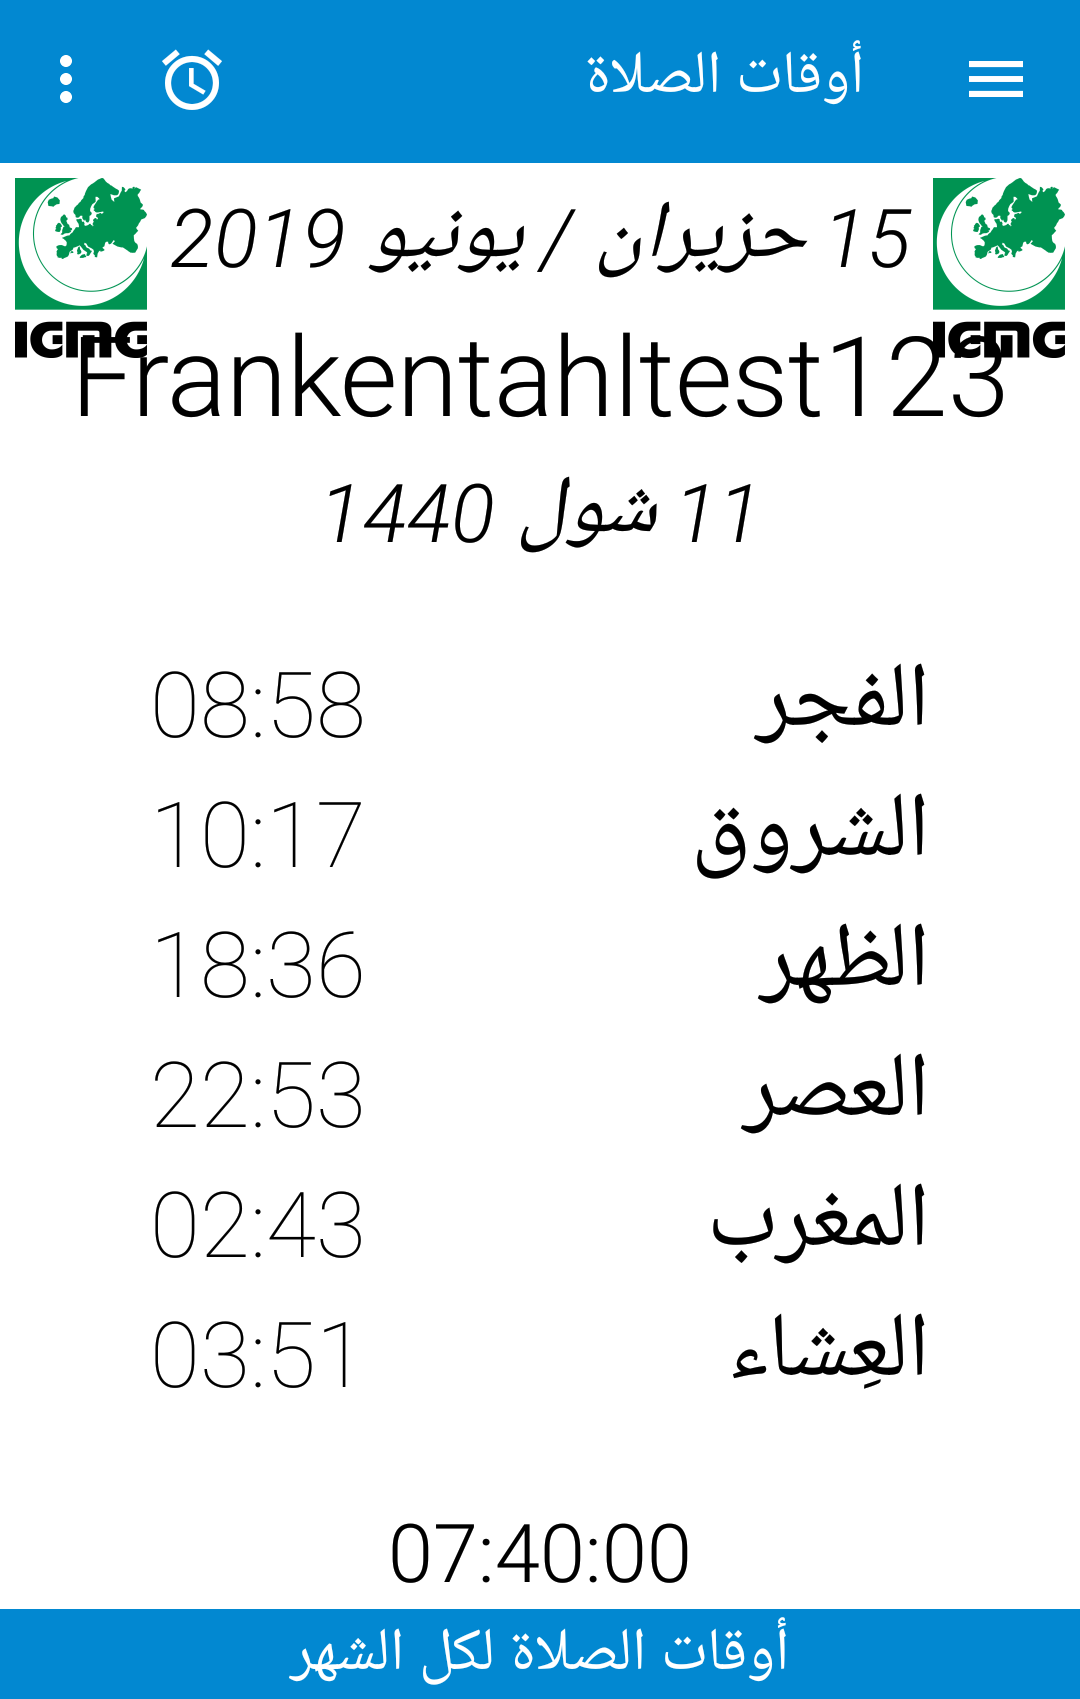 أوقات الصلاة
15 حزيران / يونيو 2019
IGMG
IGMG
Frankentahltest123
11 شول 1440
الفجر 08:58
الشروق 10:17
الظهر 18:36
العصر 22:53
المغرب 02:43
العِشاء 03:51
07:40:00
أوقات الصلاة لكل الشهر